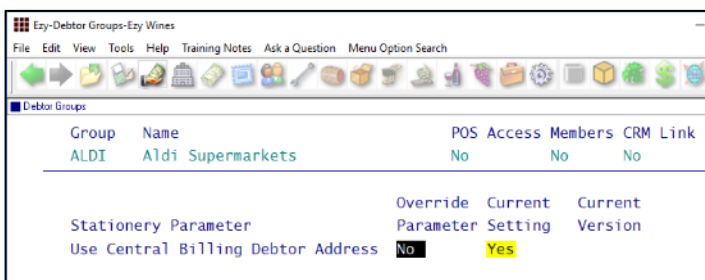 Ezy-Debtor Groups-Ezy Wines
File Edit View Tools Help Training Notes Ask a Question Menu Option Search
Debtor Groups
Group Name POS Access Members CRM Link
ALDI Aldi Supermarkets No No No
Override Current Current
Stationery Parameter Parameter Setting Version
Use Central Billing Debtor Address No Yes